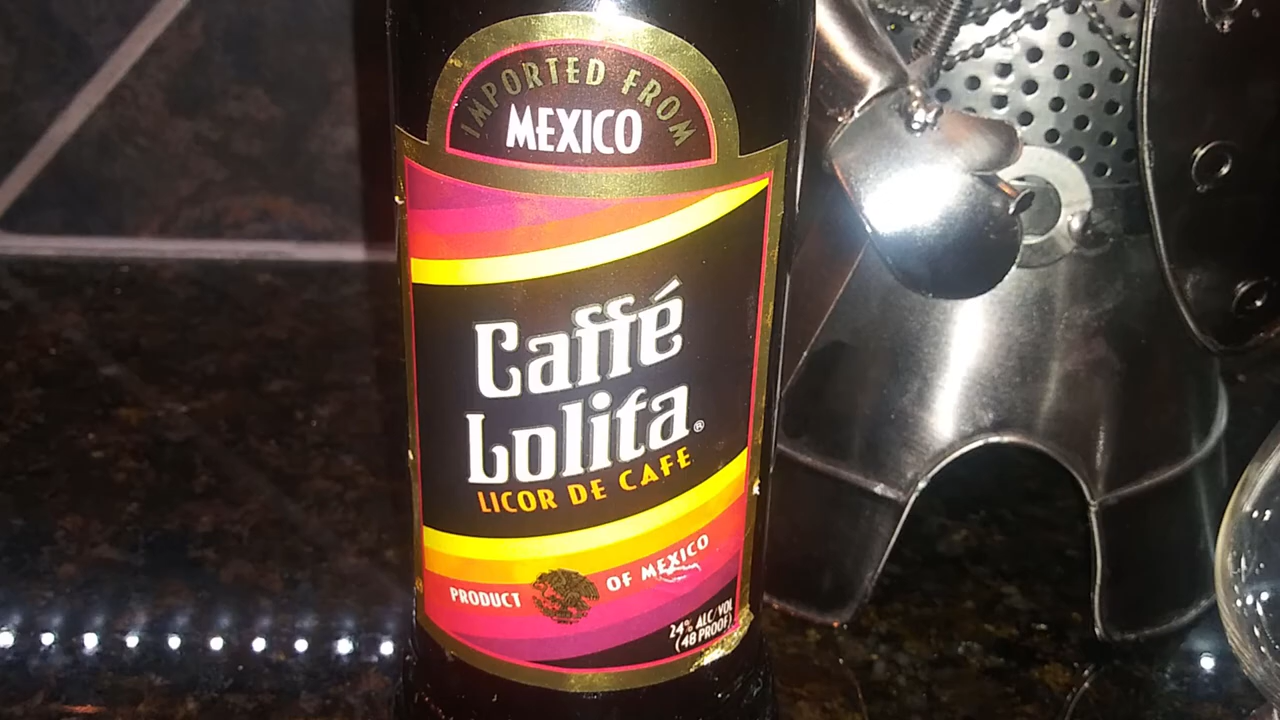 IMPORTED FROM
MEXICO
Caffé
Lolita®
LICOR DE CAFE
PRODUCT OF MEXICO
24% ALC/VOL
(48 PROOF)